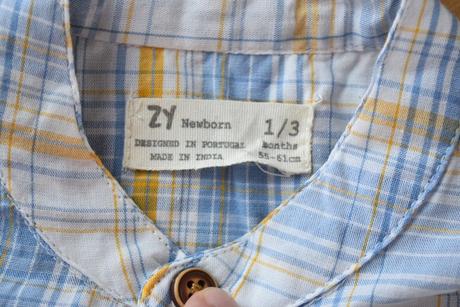 ZY Newborn 1/3
DESIGNED IN PORTUGAL months
MADE IN INDIA 55-61cm